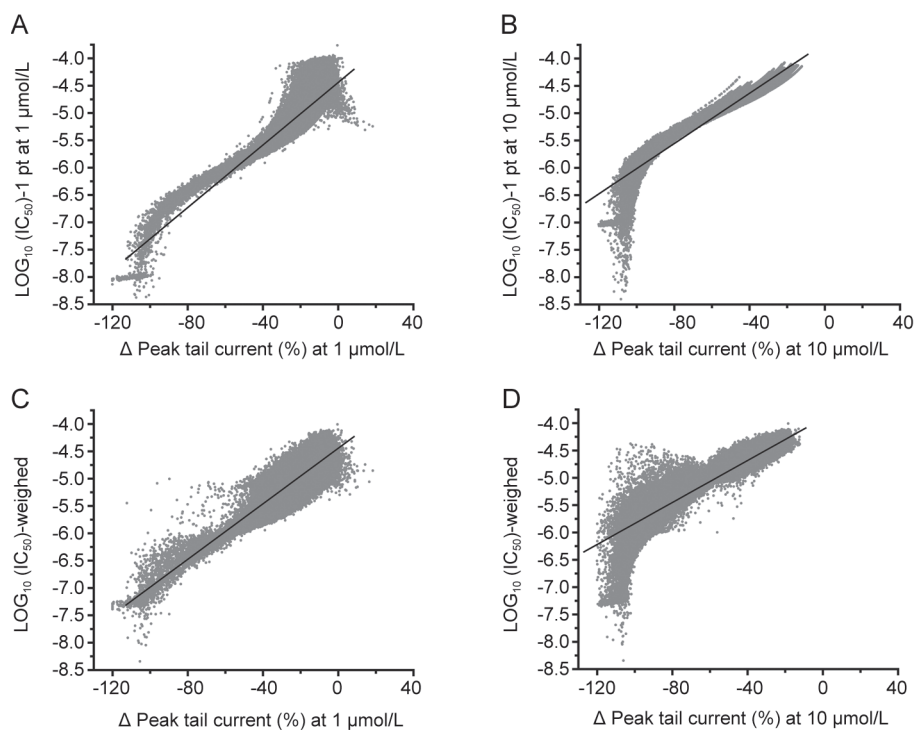 A
LOG₁₀ (IC₅₀)-1 pt at 1 μmol/L
-4.0
-4.5
-5.0
-5.5
-6.0
-6.5
-7.0
-7.5
-8.0
-8.5
-120 -80 -40 0 40
Δ Peak tail current (%) at 1 μmol/L
B
LOG₁₀ (IC₅₀)-1 pt at 10 μmol/L
-4.0
-4.5
-5.0
-5.5
-6.0
-6.5
-7.0
-7.5
-8.0
-8.5
-120 -80 -40 0 40
Δ Peak tail current (%) at 10 μmol/L
C
LOG₁₀ (IC₅₀)-weighed
-4.0
-4.5
-5.0
-5.5
-6.0
-6.5
-7.0
-7.5
-8.0
-8.5
-120 -80 -40 0 40
Δ Peak tail current (%) at 1 μmol/L
D
LOG₁₀ (IC₅₀)-weighed
-4.0
-4.5
-5.0
-5.5
-6.0
-6.5
-7.0
-7.5
-8.0
-8.5
-120 -80 -40 0 40
Δ Peak tail current (%) at 10 μmol/L